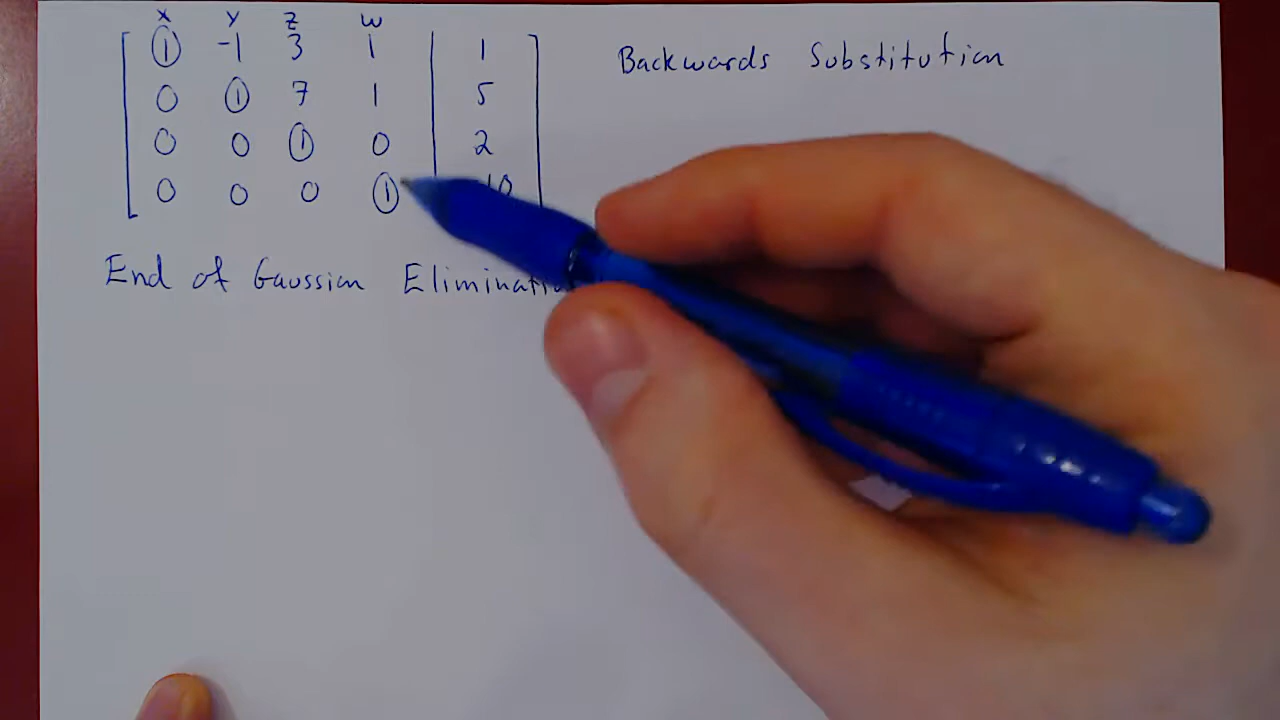 x y z w
1 -1 3 1 1
0 1 7 1 5
0 0 1 0 2
0 0 0 1
Backwards Substitution
End of Gaussian